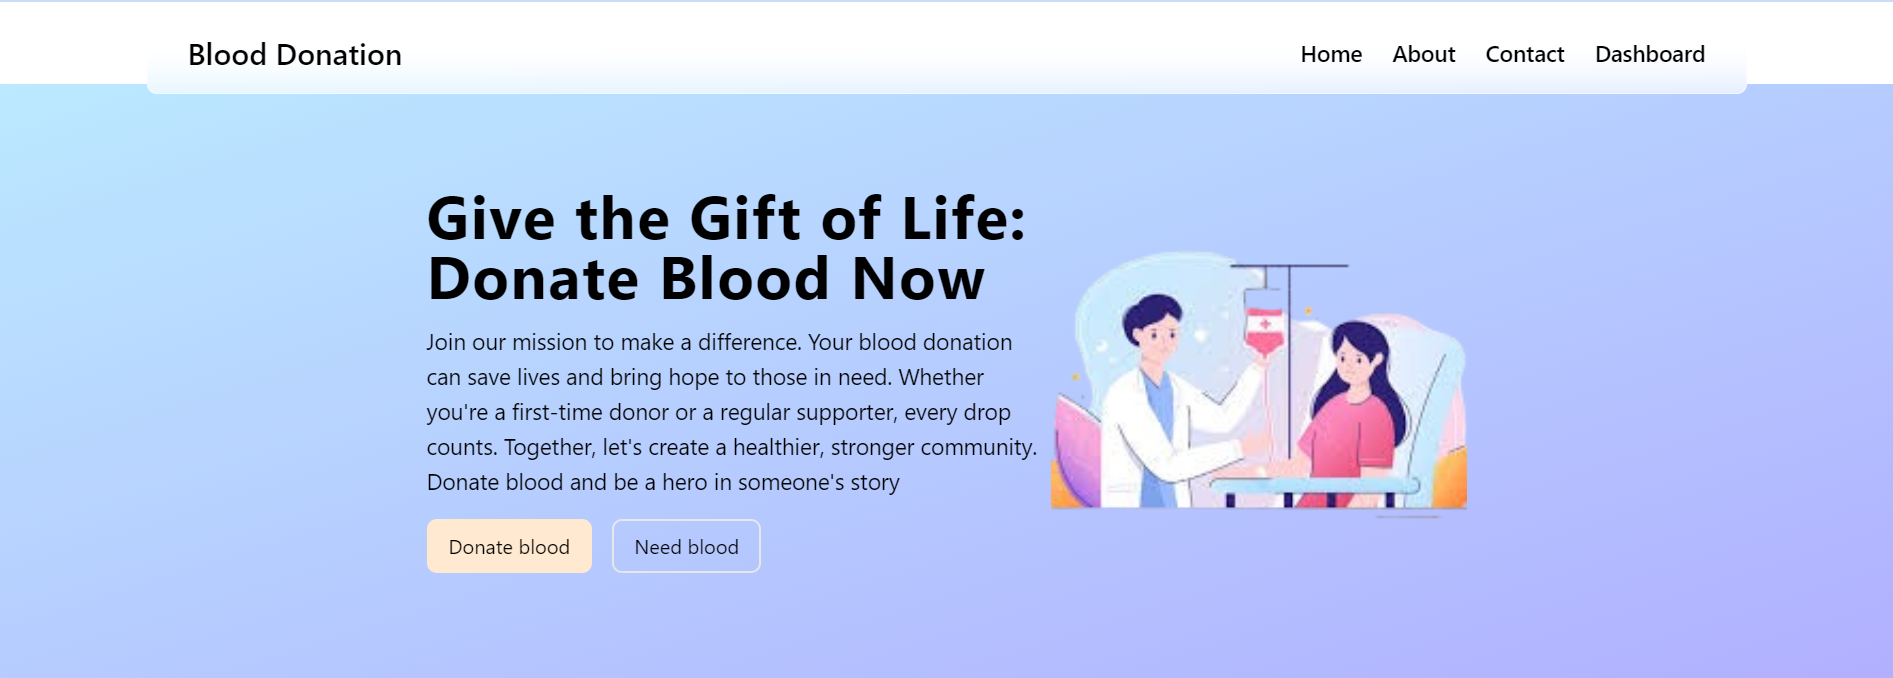 Blood Donation
Home About Contact Dashboard
Give the Gift of Life:
Donate Blood Now
Join our mission to make a difference. Your blood donation
can save lives and bring hope to those in need. Whether
you're a first-time donor or a regular supporter, every drop
counts. Together, let's create a healthier, stronger community.
Donate blood and be a hero in someone's story
Donate blood Need blood